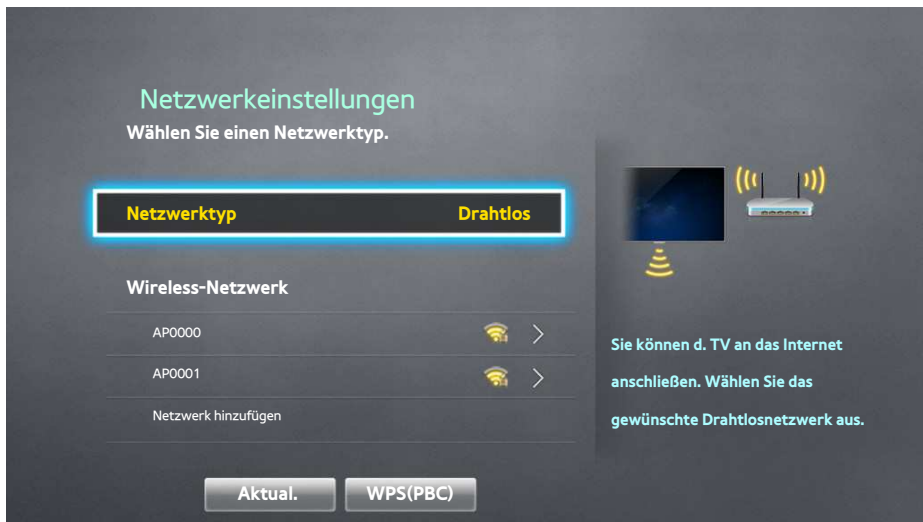 Netzwerkeinstellungen
Wählen Sie einen Netzwerktyp.
Netzwerktyp Drahtlos
Wireless-Netzwerk
AP0000
AP0001
Netzwerk hinzufügen
Aktual. WPS(PBC)
Sie können d. TV an das Internet
anschließen. Wählen Sie das
gewünschte Drahtlosnetzwerk aus.